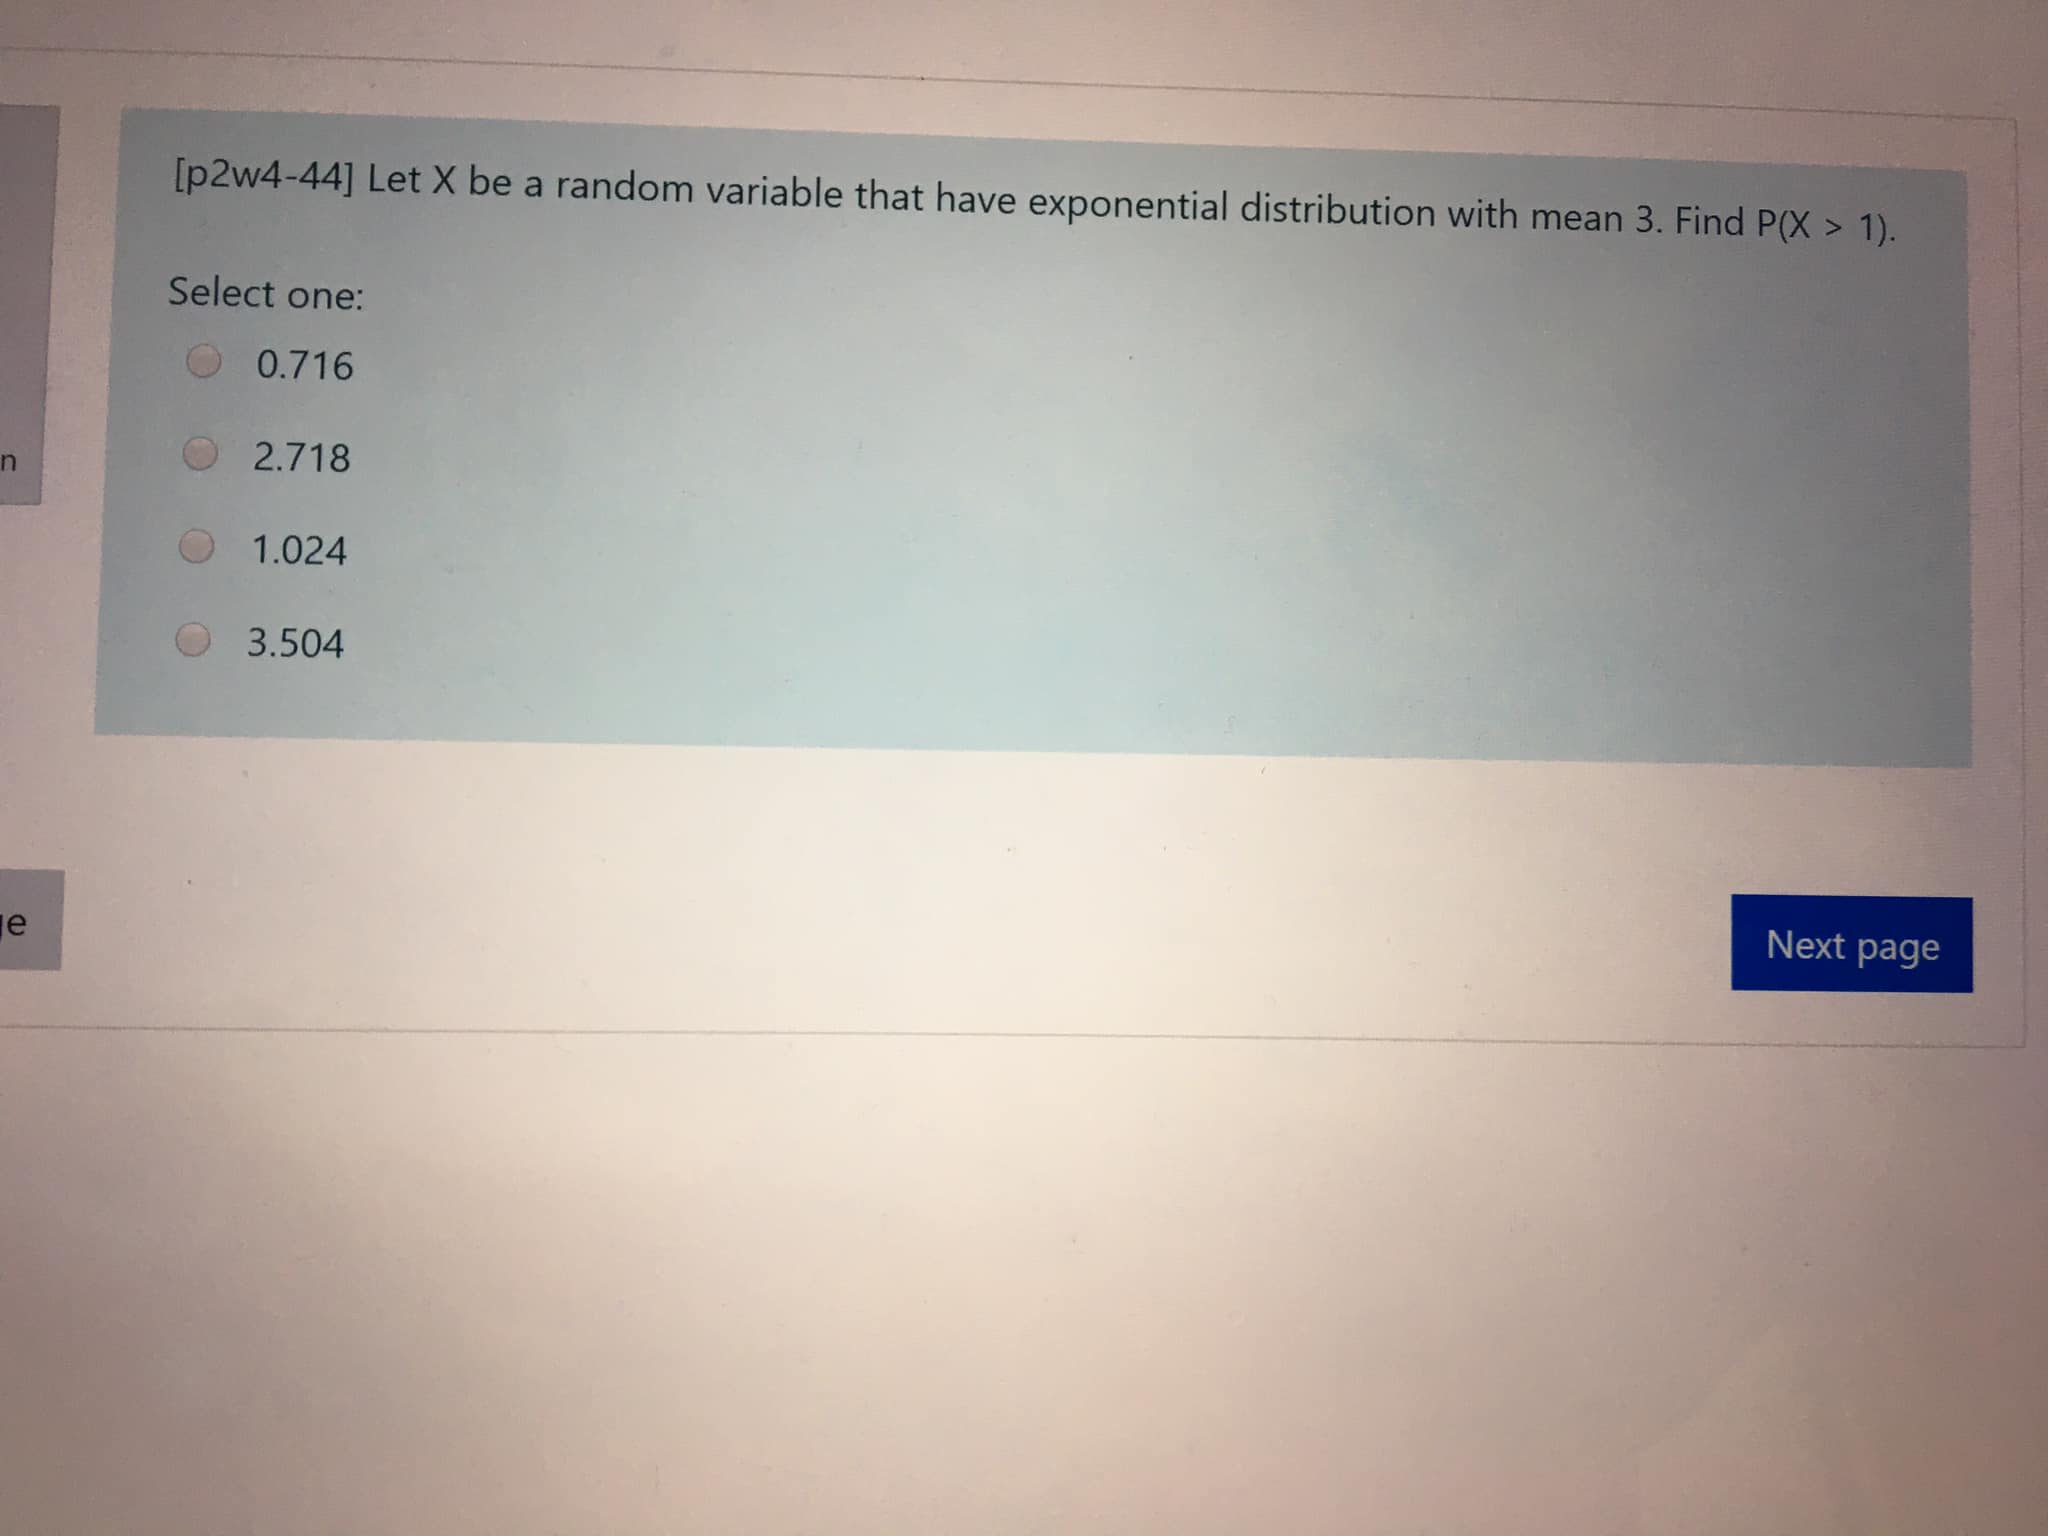 [p2w4-44] Let X be a random variable that have exponential distribution with mean 3. Find P(X > 1).
Select one:
0.716
2.718
1.024
3.504
n
e
Next page